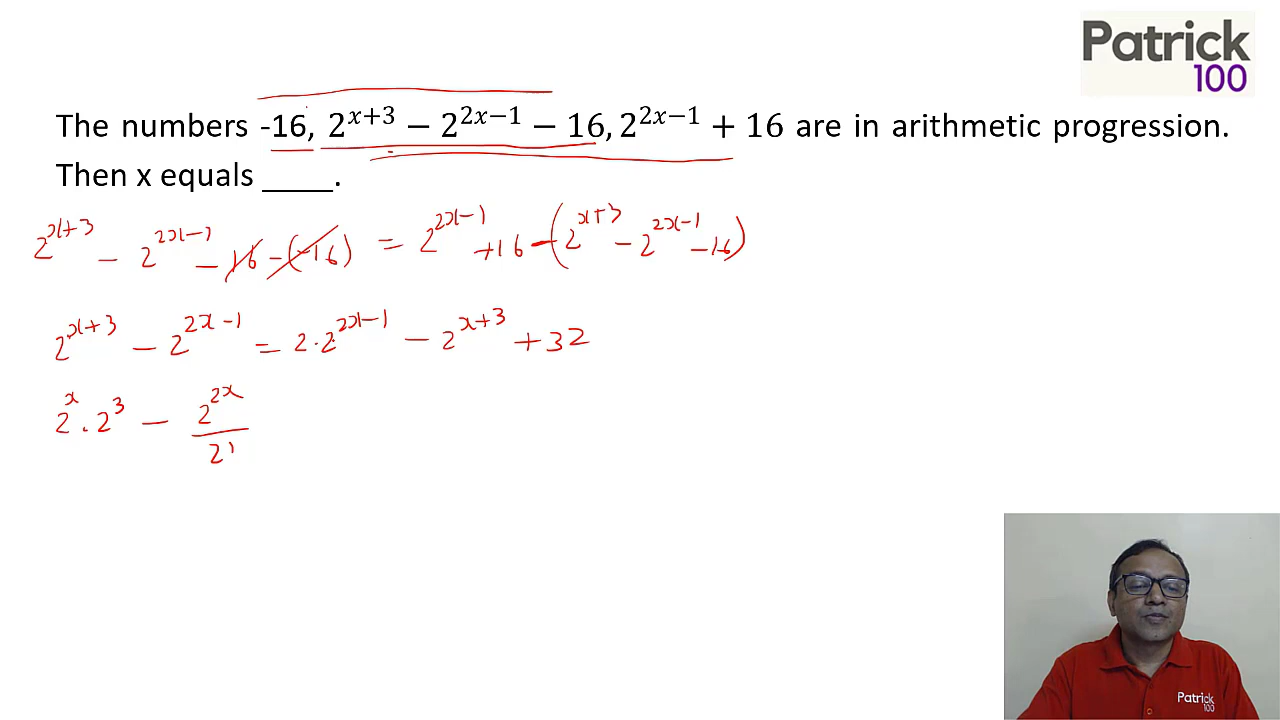 Patrick
100
The numbers -16, 2^{x+3} − 2^{2x−1} − 16, 2^{2x−1} + 16 are in arithmetic progression.
Then x equals ____.
2^{x+3} − 2^{2x−1} − 16 − (−16) = 2^{2x−1} + 16 − (2^{x+3} − 2^{2x−1} − 16)
2^{x+3} − 2^{2x−1} = 2 · 2^{2x−1} − 2^{x+3} + 32
2^x · 2^3 − 2^{2x} / 2^1
Patrick
100